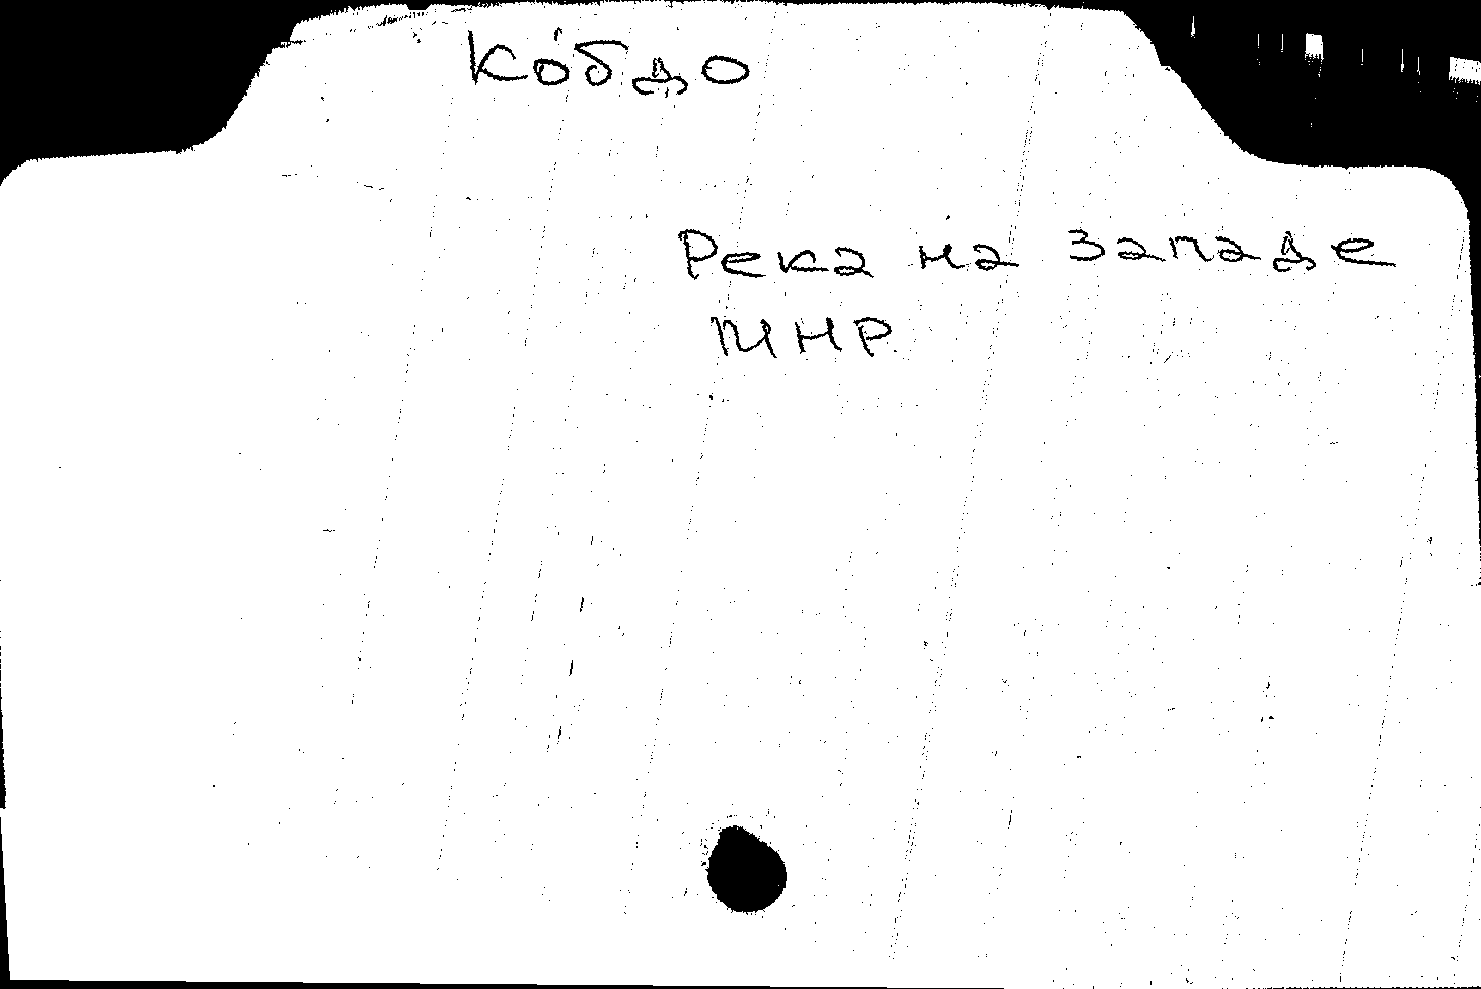 Ко́бдо
Река на западе
МНР